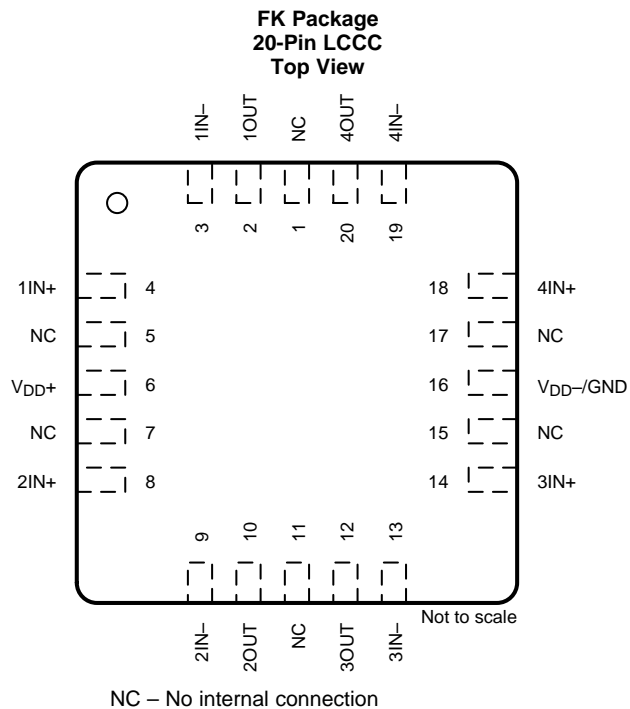 FK Package
20-Pin LCCC
Top View
1IN–
1OUT
NC
4OUT
4IN–
3
2
1
20
19
1IN+ 4
NC 5
VDD+ 6
NC 7
2IN+ 8
18 4IN+
17 NC
16 VDD–/GND
15 NC
14 3IN+
9
10
11
12
13
2IN–
2OUT
NC
3OUT
3IN–
Not to scale
NC – No internal connection